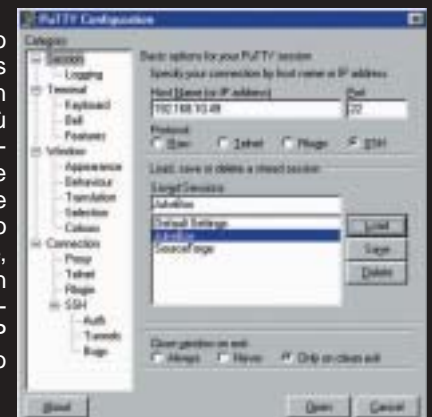 PuTTY Configuration
Category:
Session
Logging
Terminal
Keyboard
Bell
Features
Window
Appearance
Behaviour
Translation
Selection
Colours
Connection
Proxy
Telnet
Rlogin
SSH
Auth
Tunnels
Bugs
Basic options for your PuTTY session
Specify your connection by host name or IP address
Host Name (or IP address)
Port
22
Protocol:
Raw
Telnet
Rlogin
SSH
Load, save or delete a stored session
Saved Sessions
Default Settings
SourceForge
Load
Save
Delete
Close window on exit:
Always
Never
Only on clean exit
About
Open
Cancel